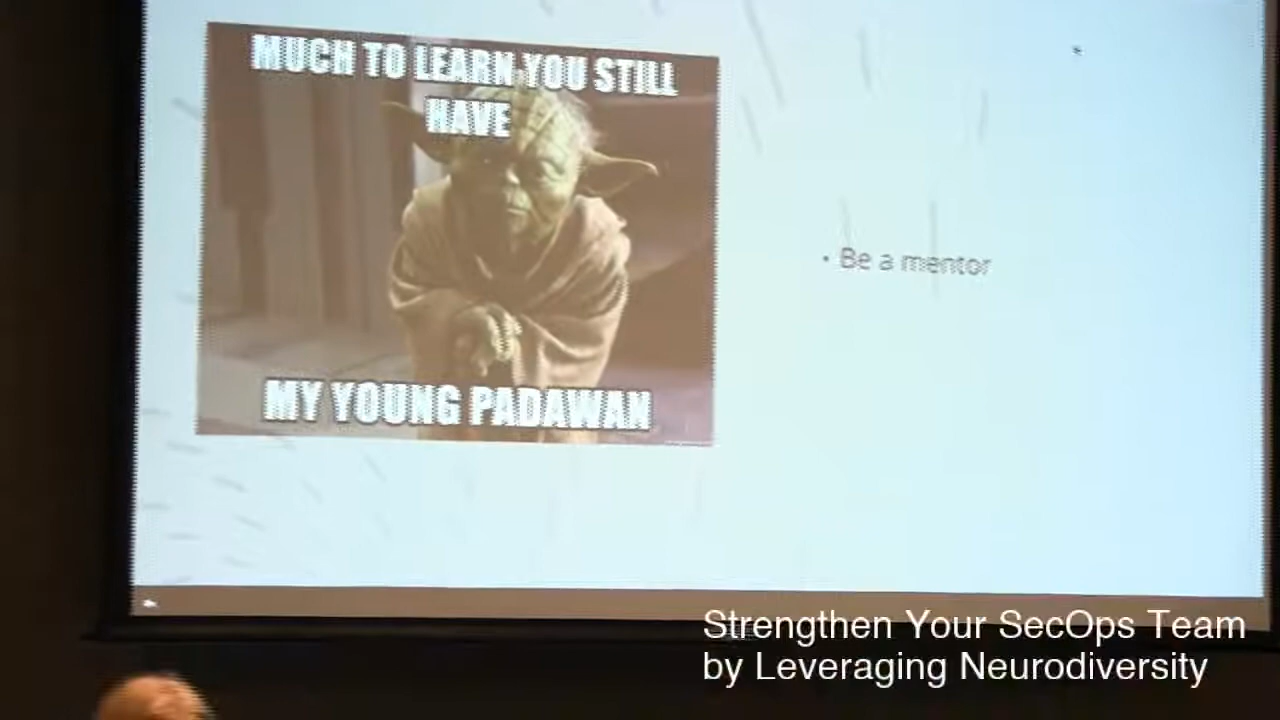 MUCH TO LEARN YOU STILL
HAVE
MY YOUNG PADAWAN
• Be a mentor
Strengthen Your SecOps Team
by Leveraging Neurodiversity